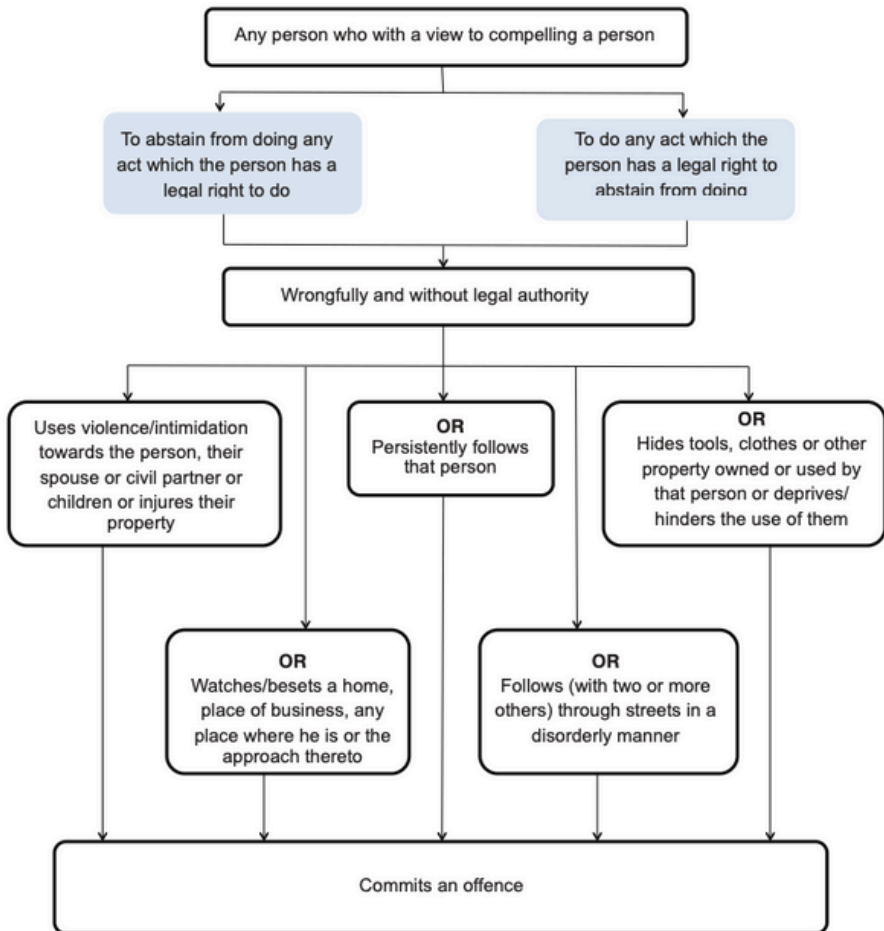 Any person who with a view to compelling a person
To abstain from doing any
act which the person has a
legal right to do
To do any act which the
person has a legal right to
abstain from doing
Wrongfully and without legal authority
Uses violence/intimidation
towards the person, their
spouse or civil partner or
children or injures their
property
OR
Persistently follows
that person
OR
Hides tools, clothes or other
property owned or used by
that person or deprives/
hinders the use of them
OR
Watches/besets a home,
place of business, any
place where he is or the
approach thereto
OR
Follows (with two or more
others) through streets in a
disorderly manner
Commits an offence